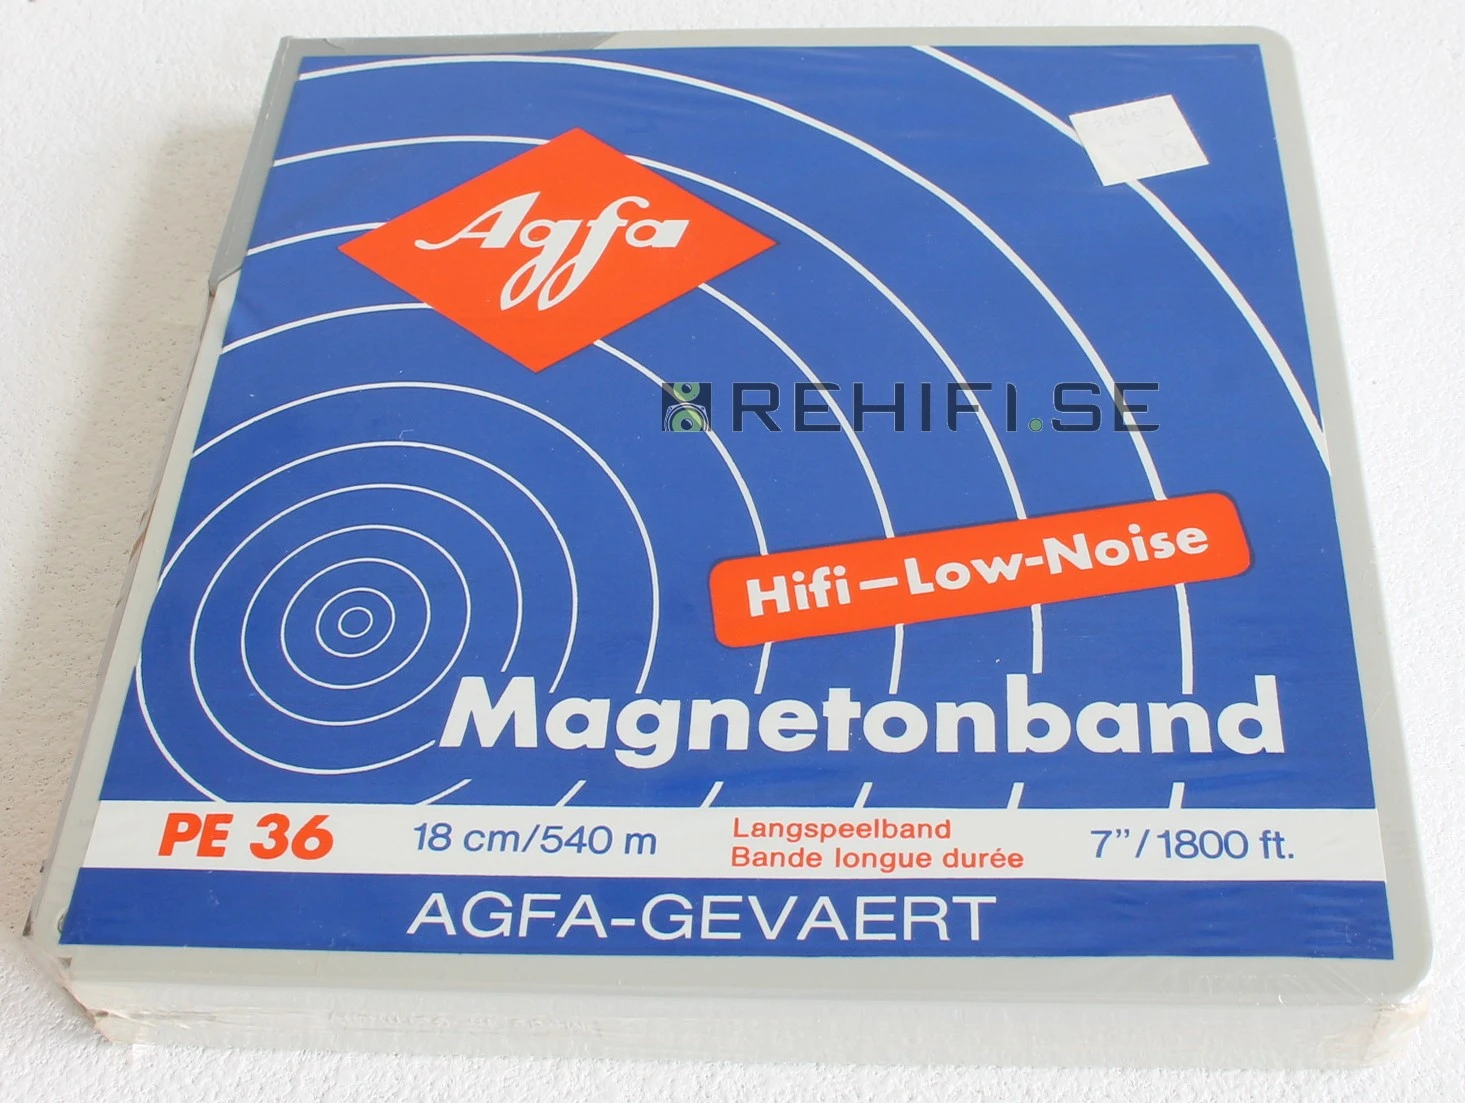 Agfa
REHIFI.SE
Hifi–Low-Noise
Magnetonband
PE 36 18 cm/540 m Langspeelband 7”/1800 ft.
Bande longue durée
AGFA-GEVAERT